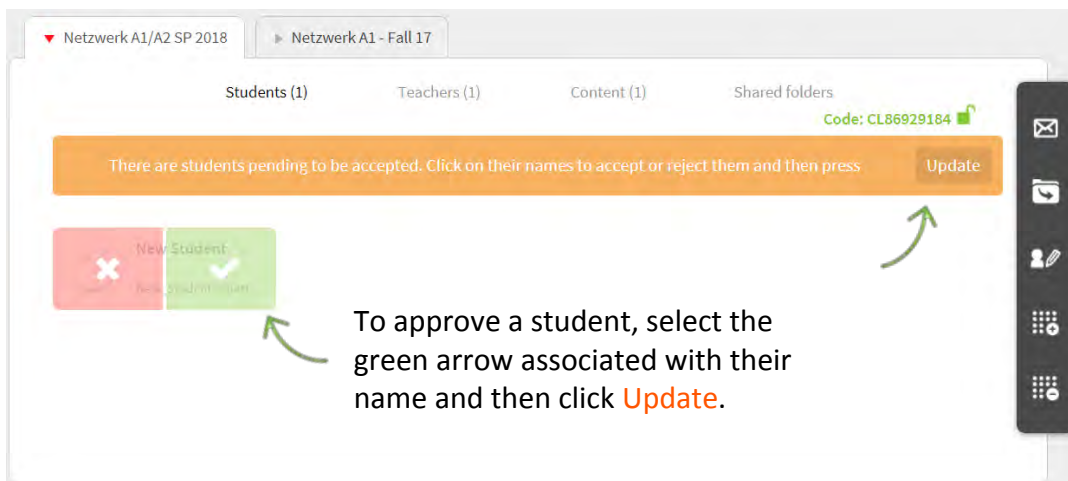 Netzwerk A1/A2 SP 2018
Netzwerk A1 - Fall 17
Students (1)
Teachers (1)
Content (1)
Shared folders
Code: CL86929184
There are students pending to be accepted. Click on their names to accept or reject them and then press
Update
New Student
To approve a student, select the
green arrow associated with their
name and then click Update.